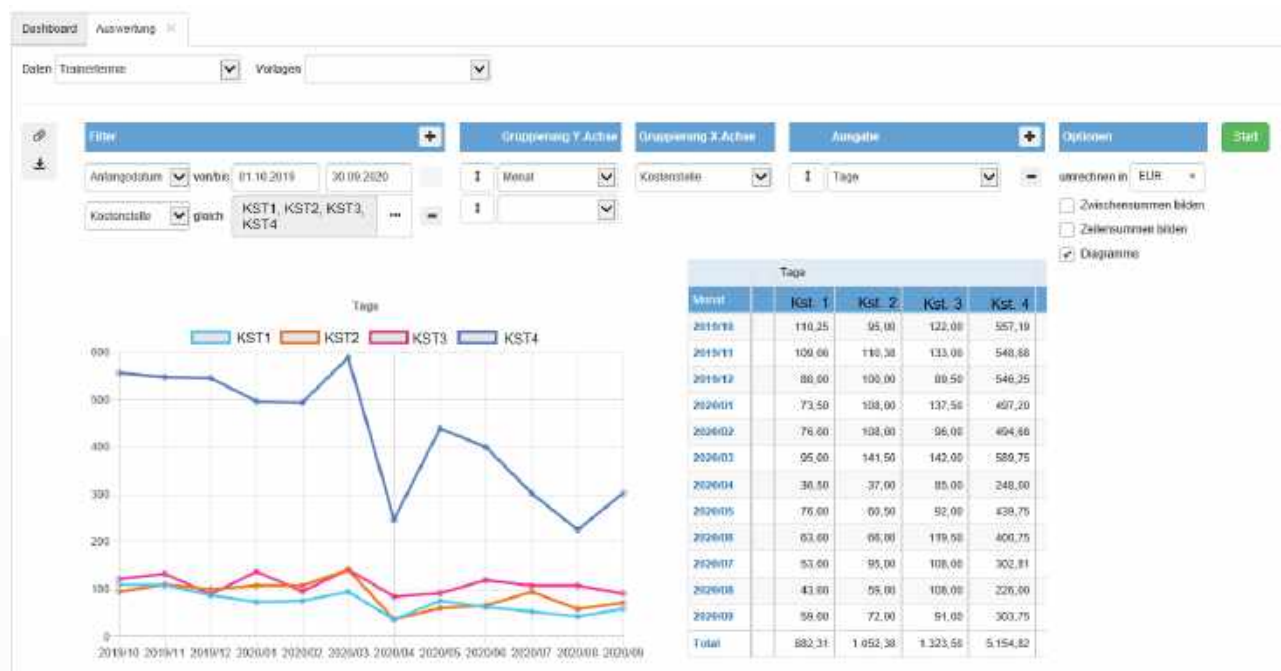 Dashboard Auswertung
Daten Trainertermine Vorlagen
Filter + Gruppierung Y-Achse Gruppierung X-Achse Ausgabe + Optionen Start
Anfangsdatum von/bis 01.10.2019 30.09.2020 Monat Kostenstelle Tage umrechnen in EUR
Kostenstelle gleich KST1, KST2, KST3, KST4 ...
Zwischensummen bilden
Zeilensummen bilden
Diagramme
Tage
KST1 KST2 KST3 KST4
600
500
400
300
200
100
0
2019/10 2019/11 2019/12 2020/01 2020/02 2020/03 2020/04 2020/05 2020/06 2020/07 2020/08 2020/09
Tage
Monat Kst. 1 Kst. 2 Kst. 3 Kst. 4
2019/10 110,25 95,00 122,00 557,19
2019/11 109,00 110,38 133,00 548,68
2019/12 88,00 100,00 89,50 546,25
2020/01 73,50 108,00 137,50 497,20
2020/02 76,00 108,00 96,00 494,68
2020/03 95,00 141,50 142,00 589,75
2020/04 36,50 37,00 85,00 248,00
2020/05 76,00 60,50 92,00 439,75
2020/06 63,00 66,00 119,50 400,75
2020/07 53,00 95,00 108,00 302,81
2020/08 43,00 59,00 108,00 226,00
2020/09 59,00 72,00 91,00 303,75
Total 882,31 1.052,38 1.323,50 5.154,82